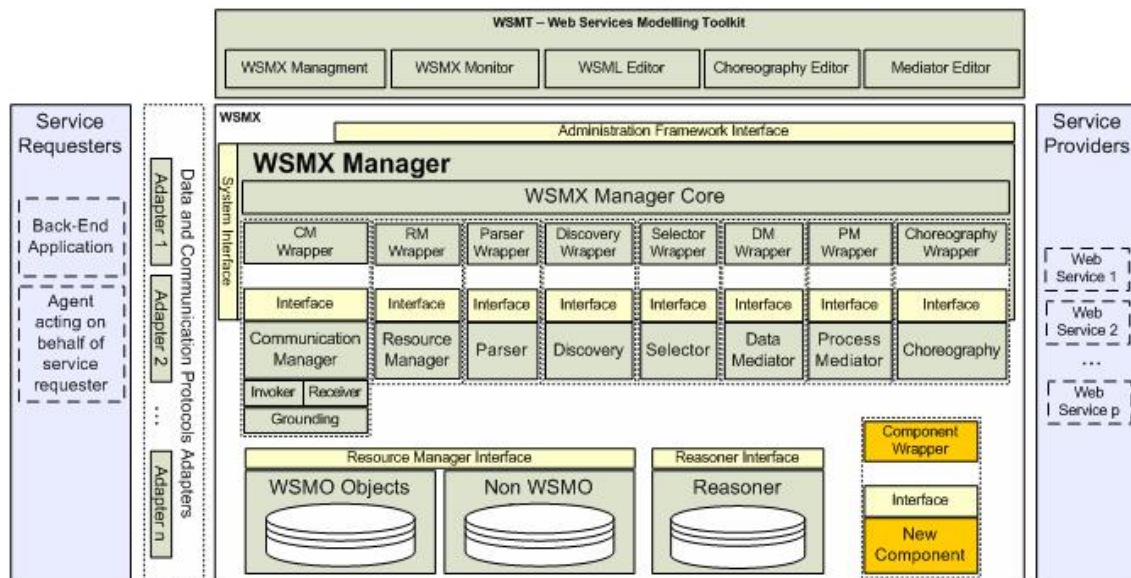 WSMT – Web Services Modelling Toolkit
WSMX Managment
WSMX Monitor
WSML Editor
Choreography Editor
Mediator Editor
Service
Requesters
Back-End
Application
Agent
acting on
behalf of
service
requester
Data and Communication Protocols Adapters
Adapter 1
Adapter 2
...
Adapter n
WSMX
Administration Framework Interface
System Interface
WSMX Manager
WSMX Manager Core
CM
Wrapper
RM
Wrapper
Parser
Wrapper
Discovery
Wrapper
Selector
Wrapper
DM
Wrapper
PM
Wrapper
Choreography
Wrapper
Interface
Interface
Interface
Interface
Interface
Interface
Interface
Interface
Communication
Manager
Resource
Manager
Parser
Discovery
Selector
Data
Mediator
Process
Mediator
Choreography
Invoker
Receiver
Grounding
Resource Manager Interface
WSMO Objects
Non WSMO
Reasoner Interface
Reasoner
Component
Wrapper
Interface
New
Component
Service
Providers
Web
Service 1
Web
Service 2
...
Web
Service p